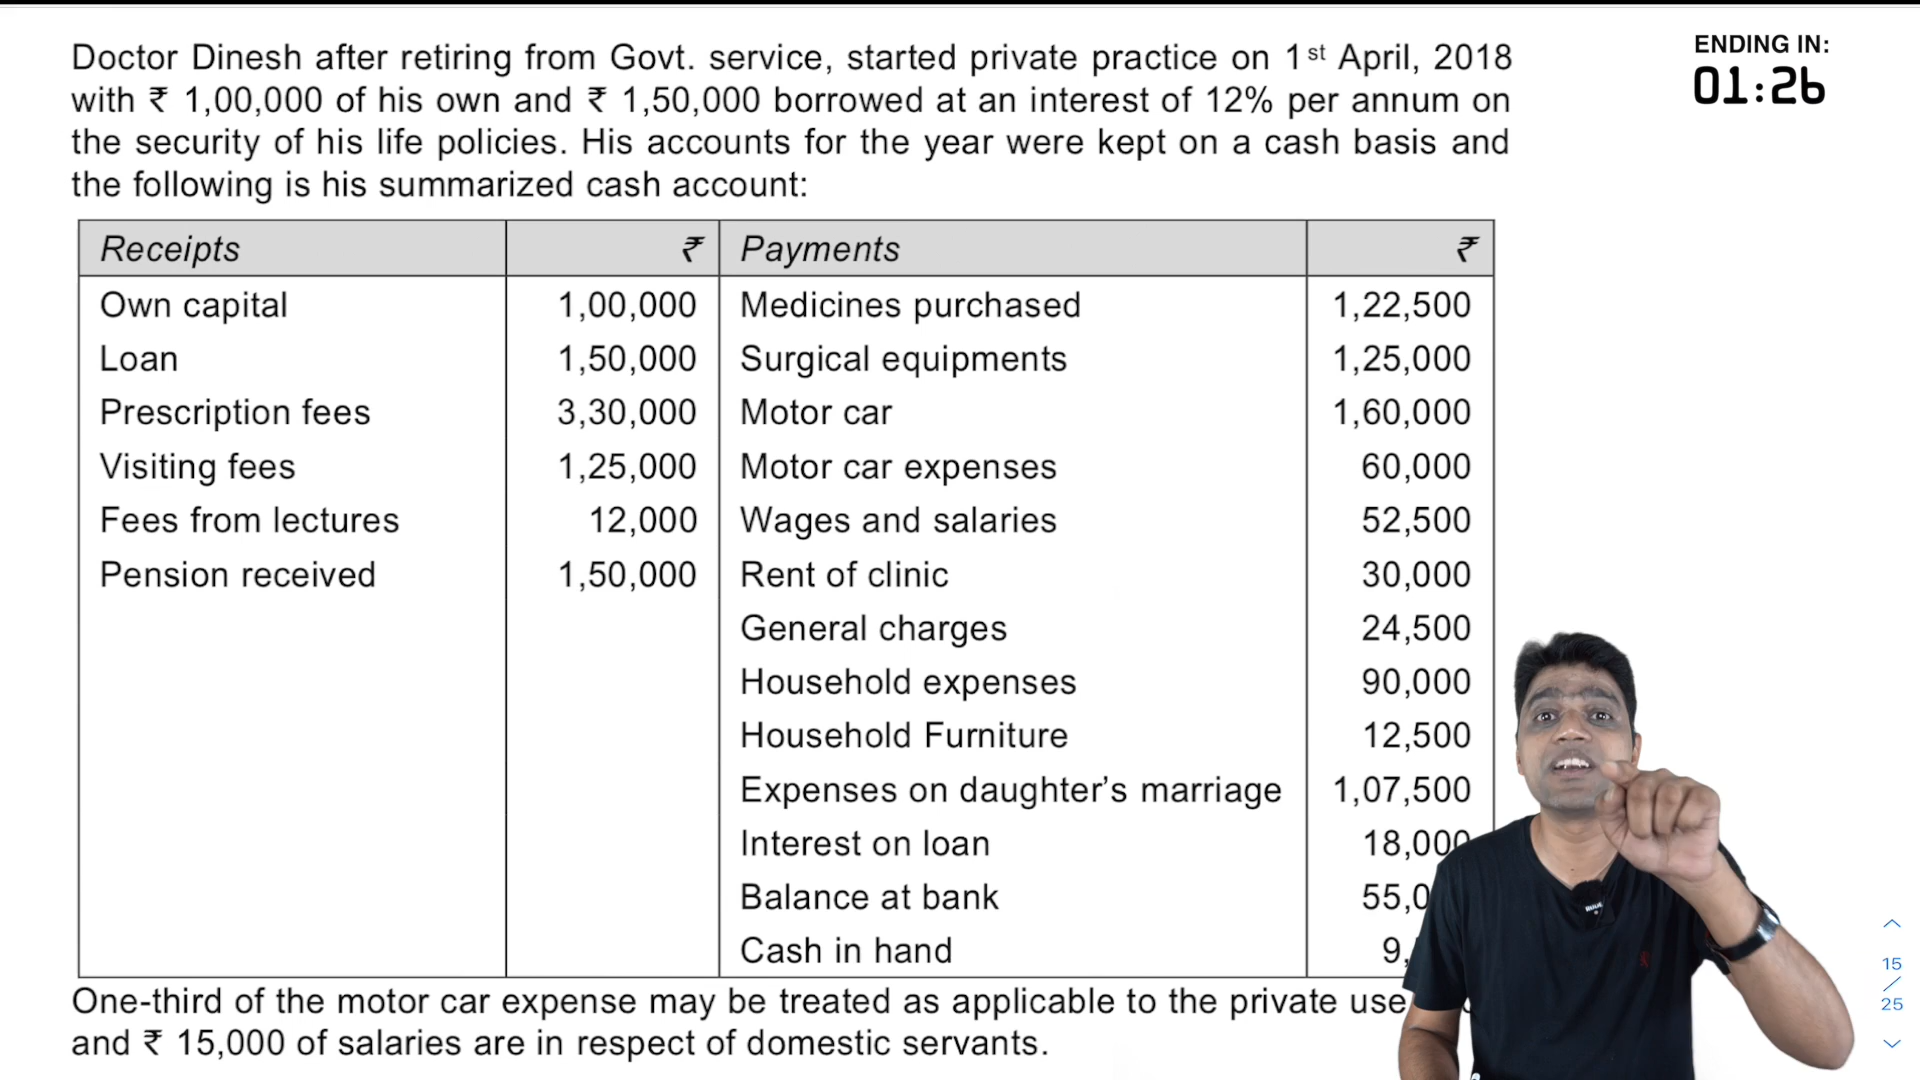 Doctor Dinesh after retiring from Govt. service, started private practice on 1st April, 2018
with ₹ 1,00,000 of his own and ₹ 1,50,000 borrowed at an interest of 12% per annum on
the security of his life policies. His accounts for the year were kept on a cash basis and
the following is his summarized cash account:
ENDING IN:
01:26
Receipts ₹ Payments ₹
Own capital 1,00,000 Medicines purchased 1,22,500
Loan 1,50,000 Surgical equipments 1,25,000
Prescription fees 3,30,000 Motor car 1,60,000
Visiting fees 1,25,000 Motor car expenses 60,000
Fees from lectures 12,000 Wages and salaries 52,500
Pension received 1,50,000 Rent of clinic 30,000
General charges 24,500
Household expenses 90,000
Household Furniture 12,500
Expenses on daughter’s marriage 1,07,500
Interest on loan 18,000
Balance at bank 55,0
Cash in hand 9,
One-third of the motor car expense may be treated as applicable to the private use
and ₹ 15,000 of salaries are in respect of domestic servants.
15
/
25